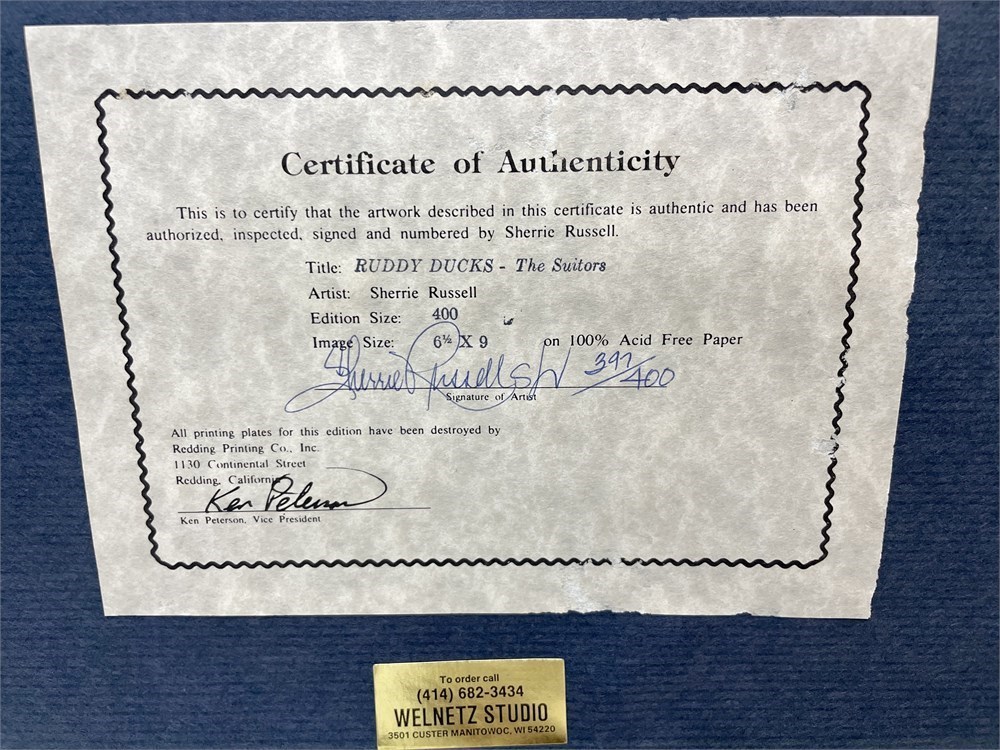 Certificate of Authenticity
This is to certify that the artwork described in this certificate is authentic and has been
authorized, inspected, signed and numbered by Sherrie Russell.
Title: RUDDY DUCKS - The Suitors
Artist: Sherrie Russell
Edition Size: 400
Image Size: 6½ X 9 on 100% Acid Free Paper
Sherrie Russell 397/400
Signature of Artist
All printing plates for this edition have been destroyed by
Redding Printing Co., Inc.
1130 Continental Street
Redding, California
Ken Peterson
Ken Peterson, Vice President
To order call
(414) 682-3434
WELNETZ STUDIO
3501 CUSTER MANITOWOC, WI 54220